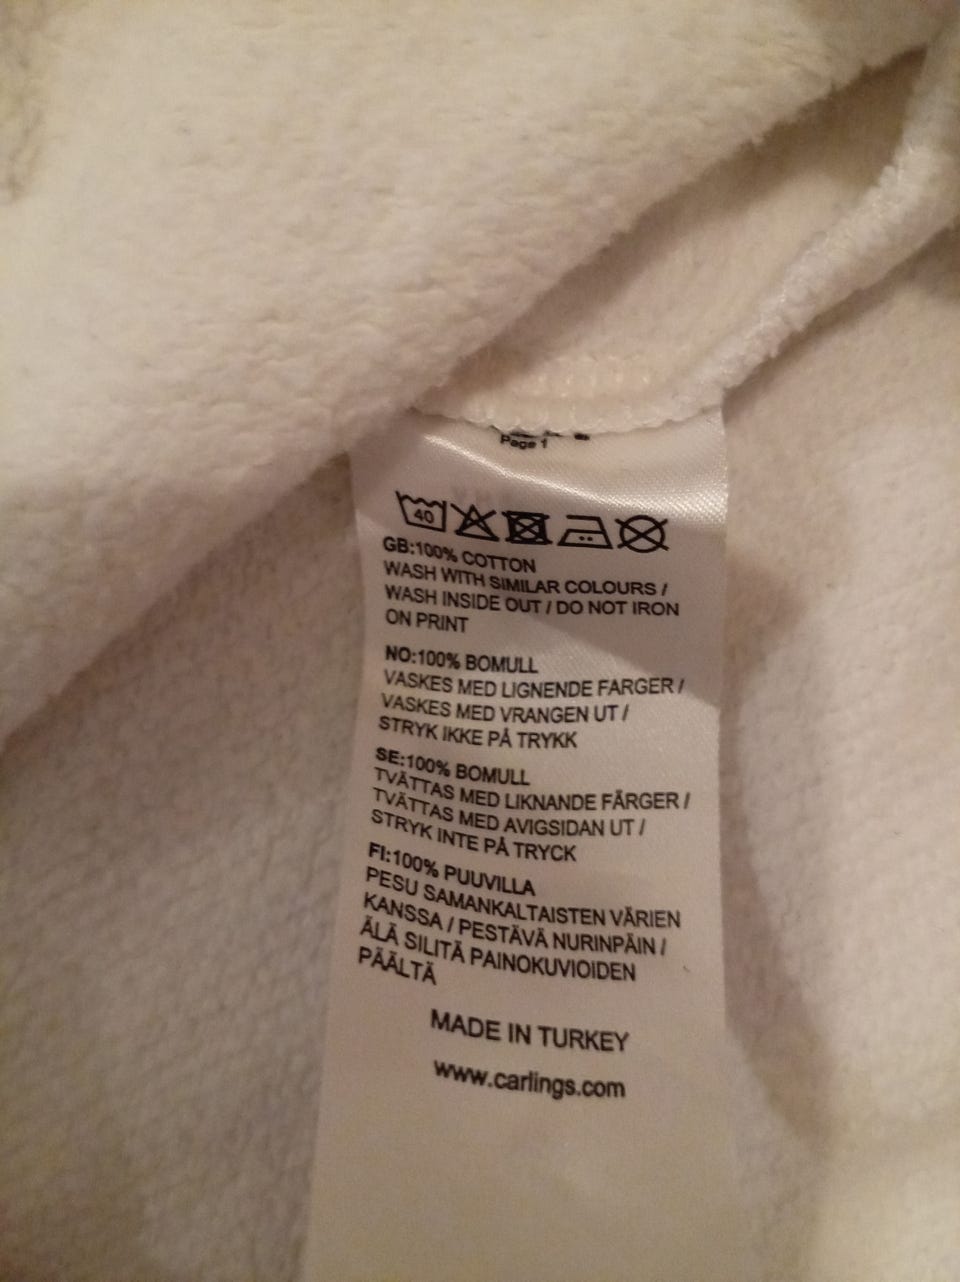 Page 1
40
GB:100% COTTON
WASH WITH SIMILAR COLOURS /
WASH INSIDE OUT / DO NOT IRON
ON PRINT
NO:100% BOMULL
VASKES MED LIGNENDE FARGER /
VASKES MED VRANGEN UT /
STRYK IKKE PÅ TRYKK
SE:100% BOMULL
TVÄTTAS MED LIKNANDE FÄRGER /
TVÄTTAS MED AVIGSIDAN UT /
STRYK INTE PÅ TRYCK
FI:100% PUUVILLA
PESU SAMANKALTAISTEN VÄRIEN
KANSSA / PESTÄVÄ NURINPÄIN /
ÄLÄ SILITÄ PAINOKUVIOIDEN
PÄÄLTÄ
MADE IN TURKEY
www.carlings.com